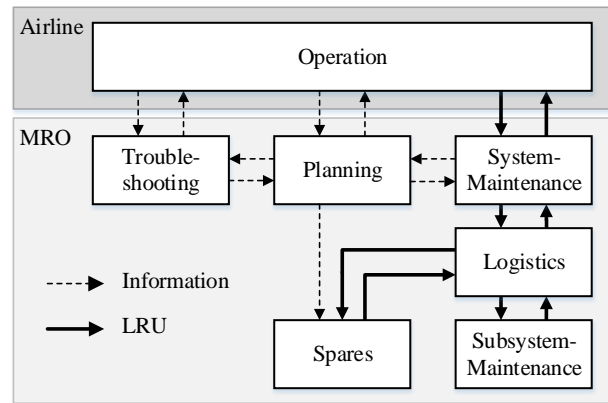 Airline
Operation
MRO
Trouble-
shooting
Planning
System-
Maintenance
Logistics
Information
LRU
Spares
Subsystem-
Maintenance